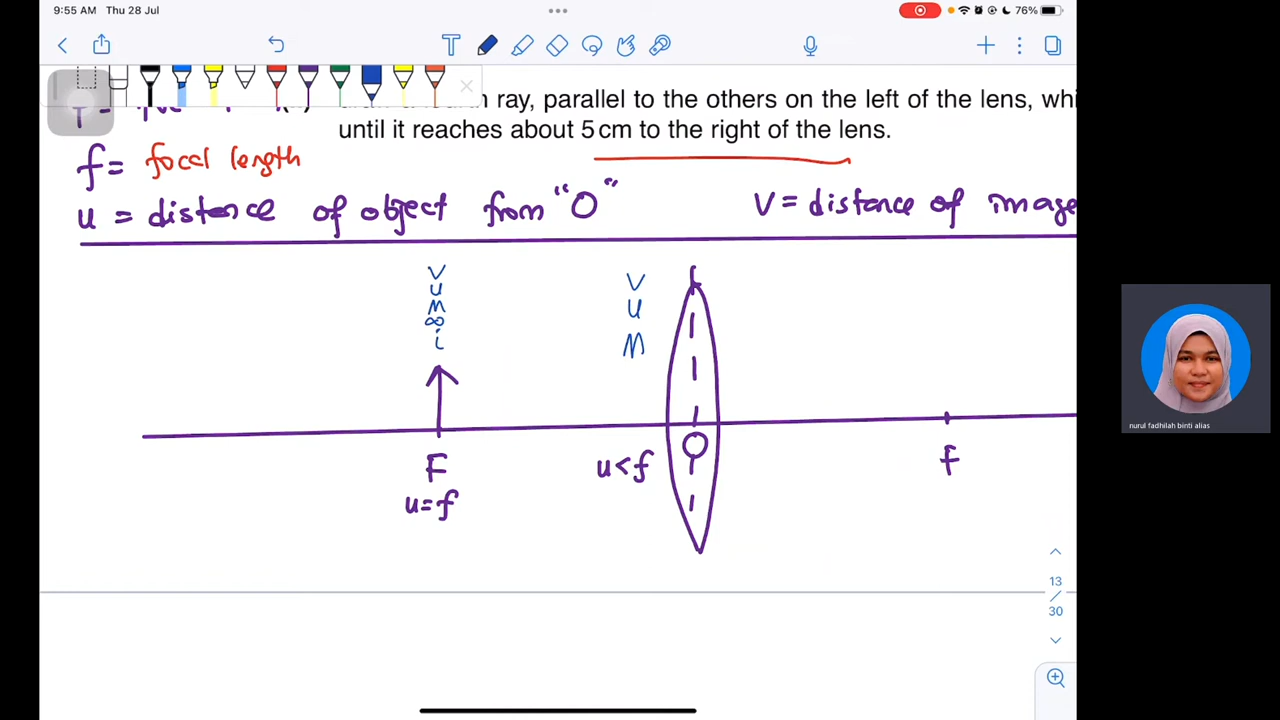 9:55 AM Thu 28 Jul
76%
T
ray, parallel to the others on the left of the lens, whi
until it reaches about 5 cm to the right of the lens.
f = focal length
u = distance of object from "O"
V = distance of image
V
u
M
∞
i
V
u
M
F
u = f
u < f
O
f
13
/
30
nurul fadhilah binti alias